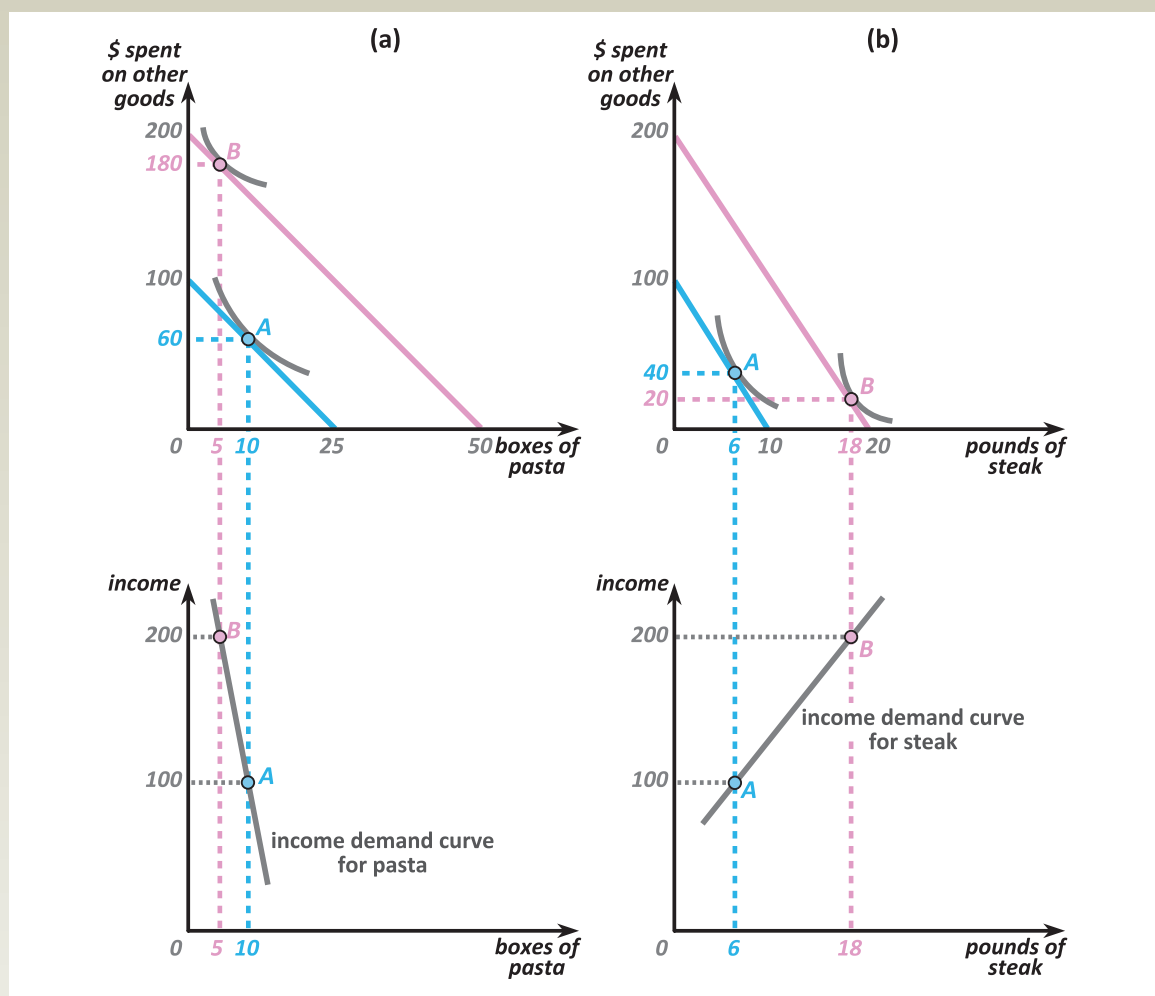 (a)
$ spent
on other
goods
200
180
B
100
60
A
0
5
10
25
50
boxes of
pasta
income
200
B
100
A
income demand curve
for pasta
0
5
10
boxes of
pasta
(b)
$ spent
on other
goods
200
100
40
A
20
B
0
6
10
18
20
pounds of
steak
income
200
B
income demand curve
for steak
100
A
0
6
18
pounds of
steak